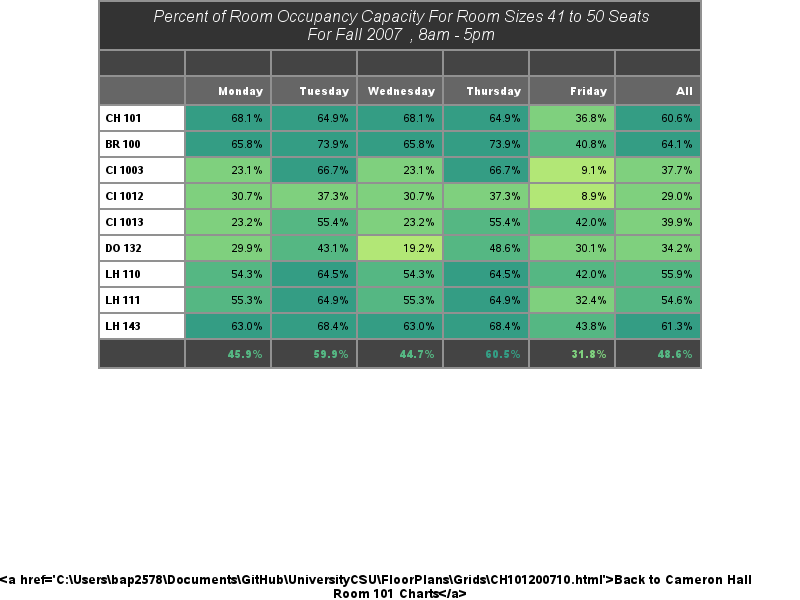 Percent of Room Occupancy Capacity For Room Sizes 41 to 50 Seats
For Fall 2007 , 8am - 5pm
Monday Tuesday Wednesday Thursday Friday All
CH 101 68.1% 64.9% 68.1% 64.9% 36.8% 60.6%
BR 100 65.8% 73.9% 65.8% 73.9% 40.8% 64.1%
CI 1003 23.1% 66.7% 23.1% 66.7% 9.1% 37.7%
CI 1012 30.7% 37.3% 30.7% 37.3% 8.9% 29.0%
CI 1013 23.2% 55.4% 23.2% 55.4% 42.0% 39.9%
DO 132 29.9% 43.1% 19.2% 48.6% 30.1% 34.2%
LH 110 54.3% 64.5% 54.3% 64.5% 42.0% 55.9%
LH 111 55.3% 64.9% 55.3% 64.9% 32.4% 54.6%
LH 143 63.0% 68.4% 63.0% 68.4% 43.8% 61.3%
45.9% 59.9% 44.7% 60.5% 31.8% 48.6%
<a href='C:\Users\bap2578\Documents\GitHub\UniversityCSU\FloorPlans\Grids\CH101200710.html'>Back to Cameron Hall
Room 101 Charts</a>